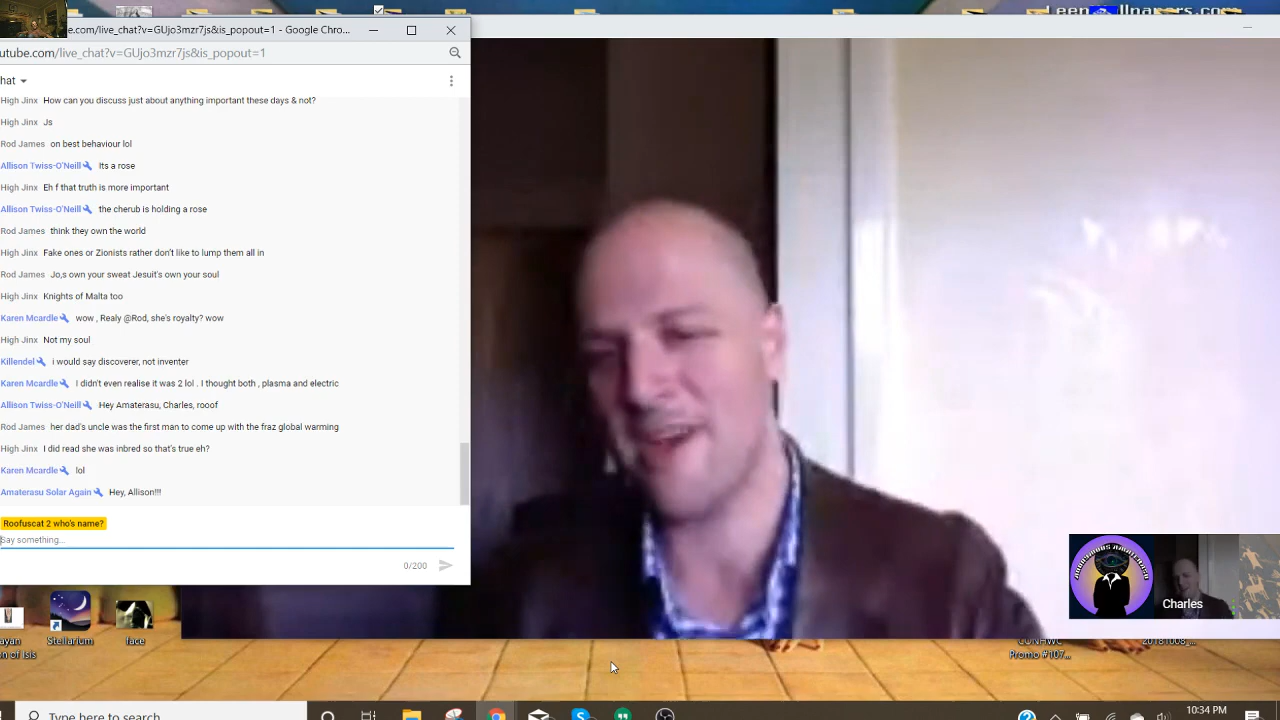 e.com/live_chat?v=GUjo3mzr7js&is_popout=1 - Google Chro...
utube.com/live_chat?v=GUjo3mzr7js&is_popout=1
hat
High Jinx How can you discuss just about anything important these days & not?
High Jinx Js
Rod James on best behaviour lol
Allison Twiss-O'Neill Its a rose
High Jinx Eh f that truth is more important
Allison Twiss-O'Neill the cherub is holding a rose
Rod James think they own the world
High Jinx Fake ones or Zionists rather don't like to lump them all in
Rod James Jo,s own your sweat Jesuit's own your soul
High Jinx Knights of Malta too
Karen Mcardle wow , Realy @Rod, she's royalty? wow
High Jinx Not my soul
Killendel i would say discoverer, not inventer
Karen Mcardle I didn't even realise it was 2 lol . I thought both , plasma and electric
Allison Twiss-O'Neill Hey Amaterasu, Charles, rooof
Rod James her dad's uncle was the first man to come up with the fraz global warming
High Jinx I did read she was inbred so that's true eh?
Karen Mcardle lol
Amaterasu Solar Again Hey, Allison!!!
Roofuscat 2 who's name?
Say something...
0/200
Charles
ayan
on of Isis
Stellarium
face
CONHWC
Promo #107...
20181008_...
Type here to search
10:34 PM